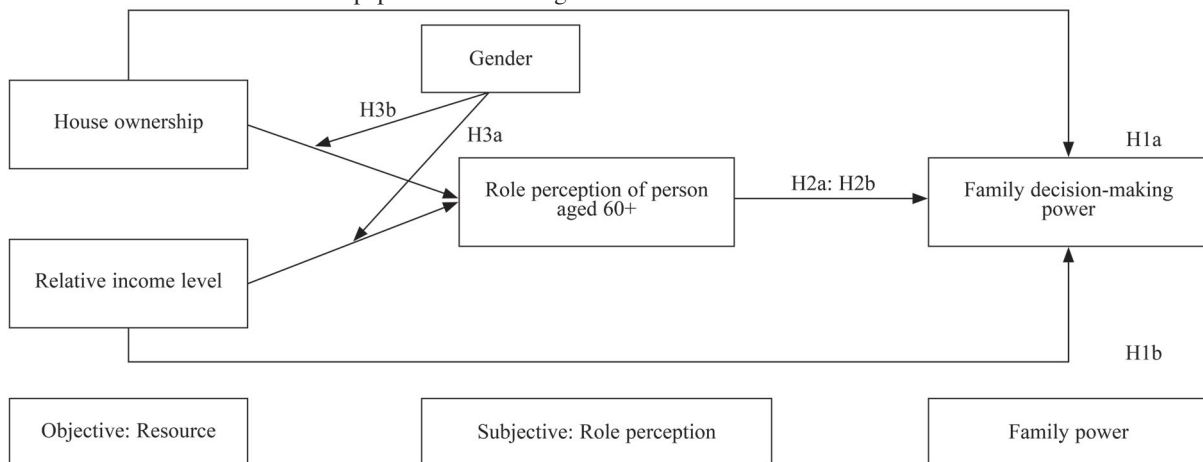 Gender
House ownership
H3b
H3a
H1a
Role perception of person
aged 60+
H2a: H2b
Family decision-making
power
Relative income level
H1b
Objective: Resource
Subjective: Role perception
Family power